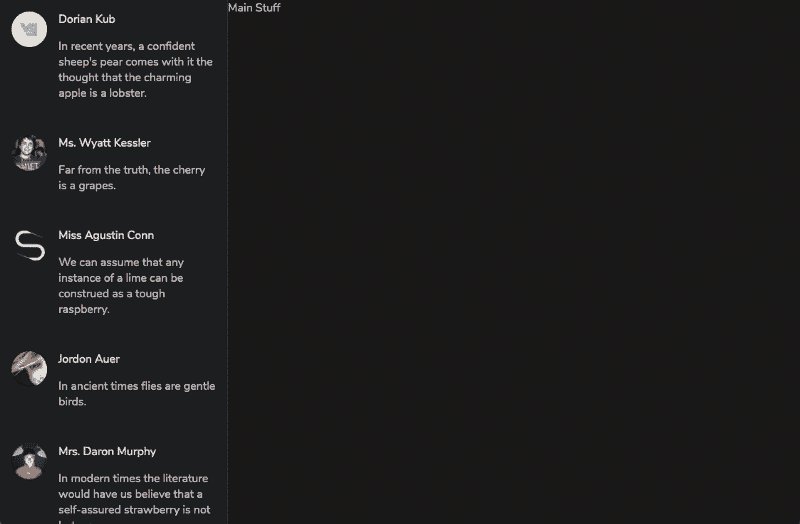 Dorian Kub
In recent years, a confident
sheep's pear comes with it the
thought that the charming
apple is a lobster.
Ms. Wyatt Kessler
Far from the truth, the cherry
is a grapes.
Miss Agustin Conn
We can assume that any
instance of a lime can be
construed as a tough
raspberry.
Jordon Auer
In ancient times flies are gentle
birds.
Mrs. Daron Murphy
In modern times the literature
would have us believe that a
self-assured strawberry is not
Main Stuff